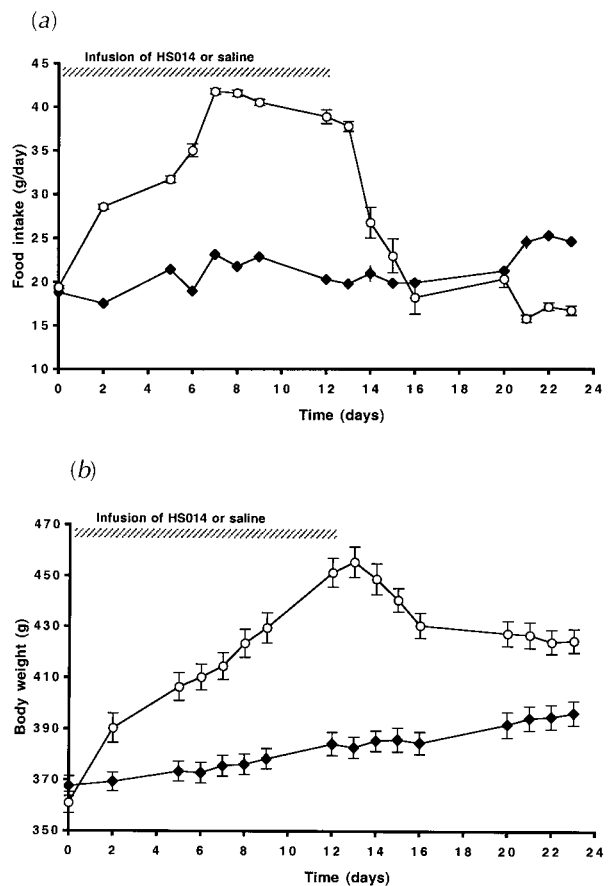 (a)
Infusion of HS014 or saline
45
40
35
30
25
20
15
10
Food intake (g/day)
0 2 4 6 8 10 12 14 16 18 20 22 24
Time (days)
(b)
Infusion of HS014 or saline
470
450
430
410
390
370
350
Body weight (g)
0 2 4 6 8 10 12 14 16 18 20 22 24
Time (days)